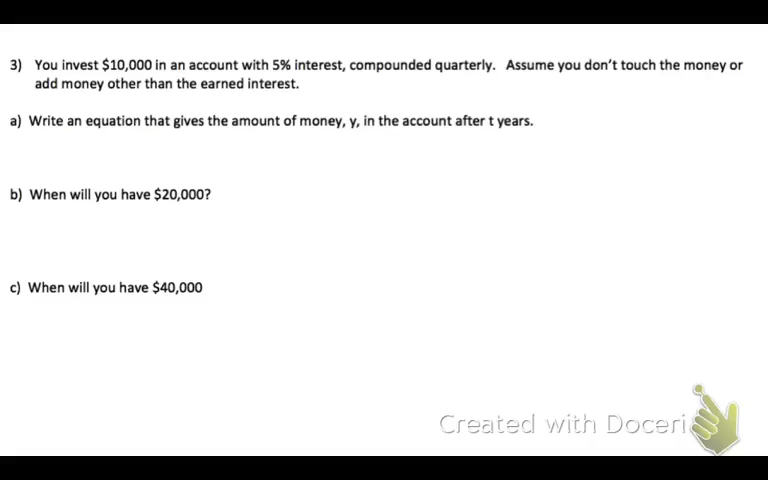 3) You invest $10,000 in an account with 5% interest, compounded quarterly. Assume you don't touch the money or
add money other than the earned interest.
a) Write an equation that gives the amount of money, y, in the account after t years.
b) When will you have $20,000?
c) When will you have $40,000
Created with Doceri